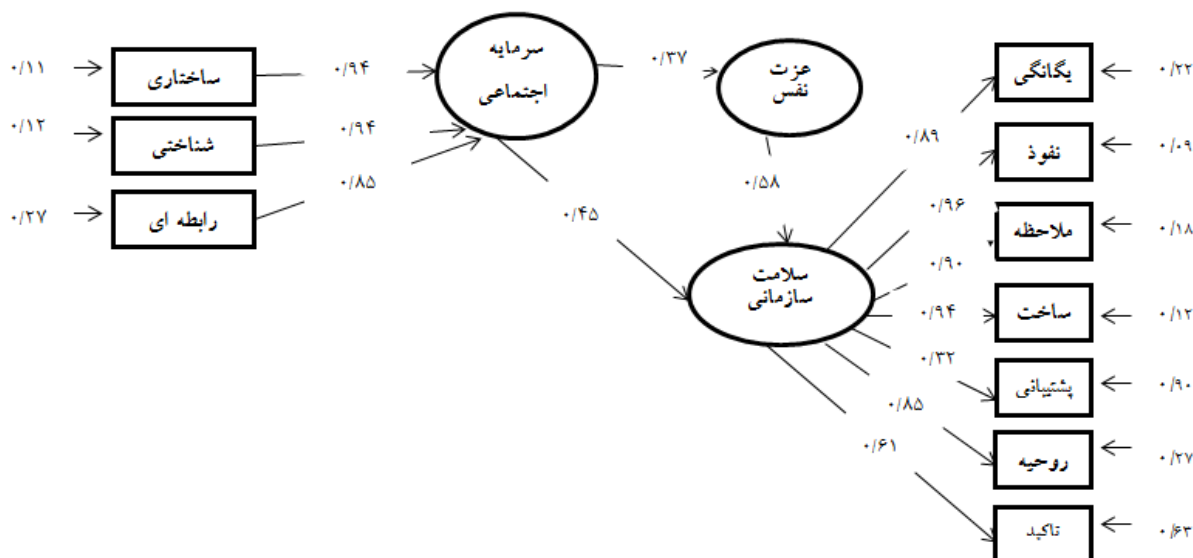 سرمایه
اجتماعی
عزت
نفس
سلامت
سازمانی
ساختاری
شناختی
رابطه ای
یگانگی
نفوذ
ملاحظه
ساخت
پشتیبانی
روحیه
تاکید
۰/۱۱
۰/۱۲
۰/۲۷
۰/۹۴
۰/۹۴
۰/۸۵
۰/۳۷
۰/۴۵
۰/۵۸
۰/۸۹
۰/۹۶
۰/۹۰
۰/۹۴
۰/۳۲
۰/۸۵
۰/۶۱
۰/۲۲
۰/۰۹
۰/۱۸
۰/۱۲
۰/۹۰
۰/۲۷
۰/۶۳